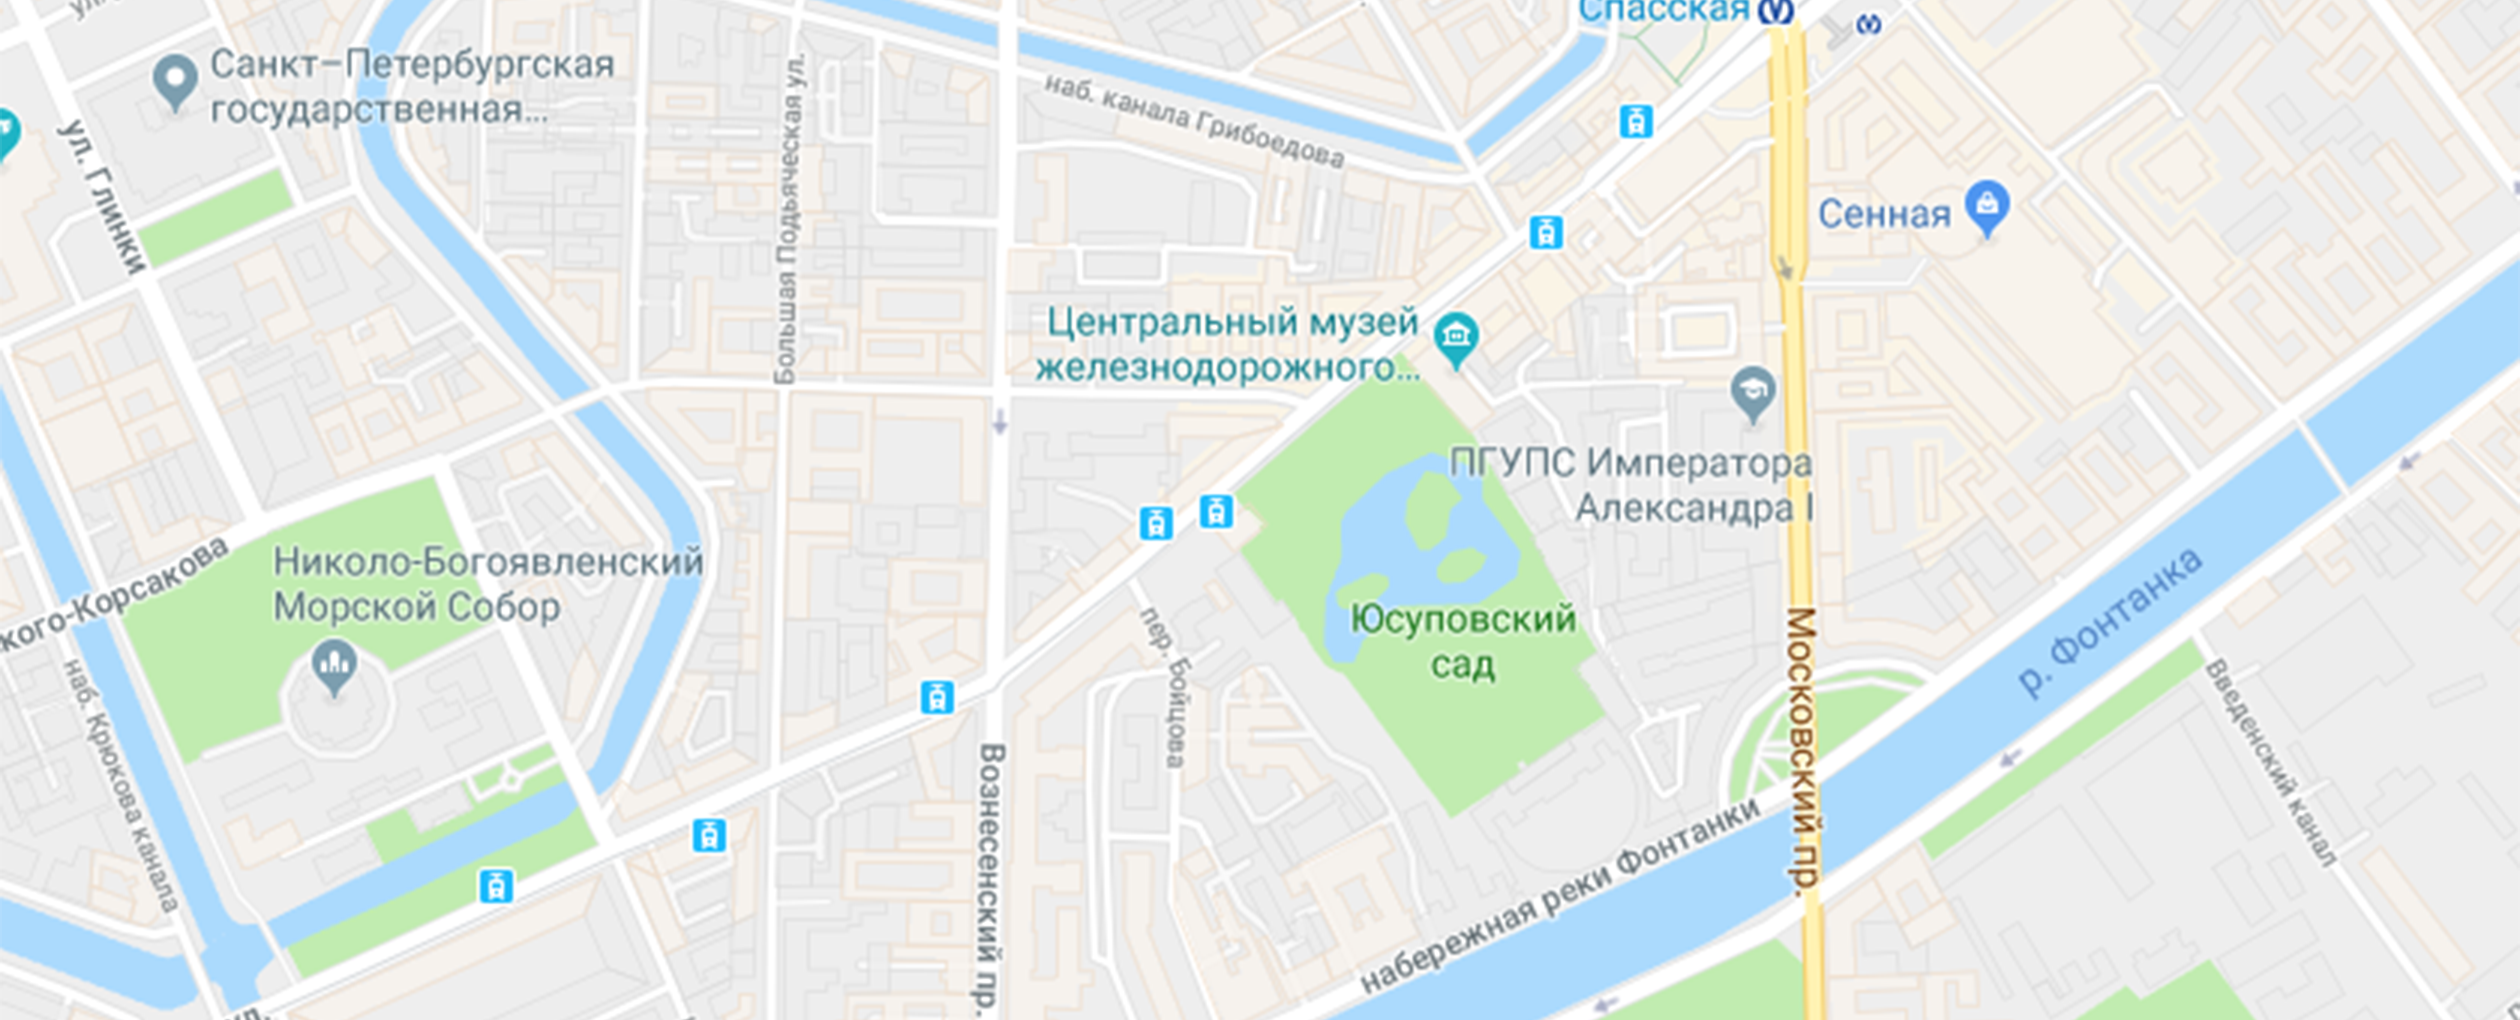 Спасская
Санкт-Петербургская
государственная...
наб. канала Грибоедова
ул. Глинки
Большая Подьяческая ул.
Сенная
Центральный музей
железнодорожного...
ПГУПС Императора
Александра I
Николо-Богоявленский
Морской Собор
кого-Корсакова
Юсуповский
сад
пер. Бойцова
р. Фонтанка
Московский пр.
наб. Крюкова канала
Вознесенский пр.
Введенский канал
набережная реки Фонтанки
ул.